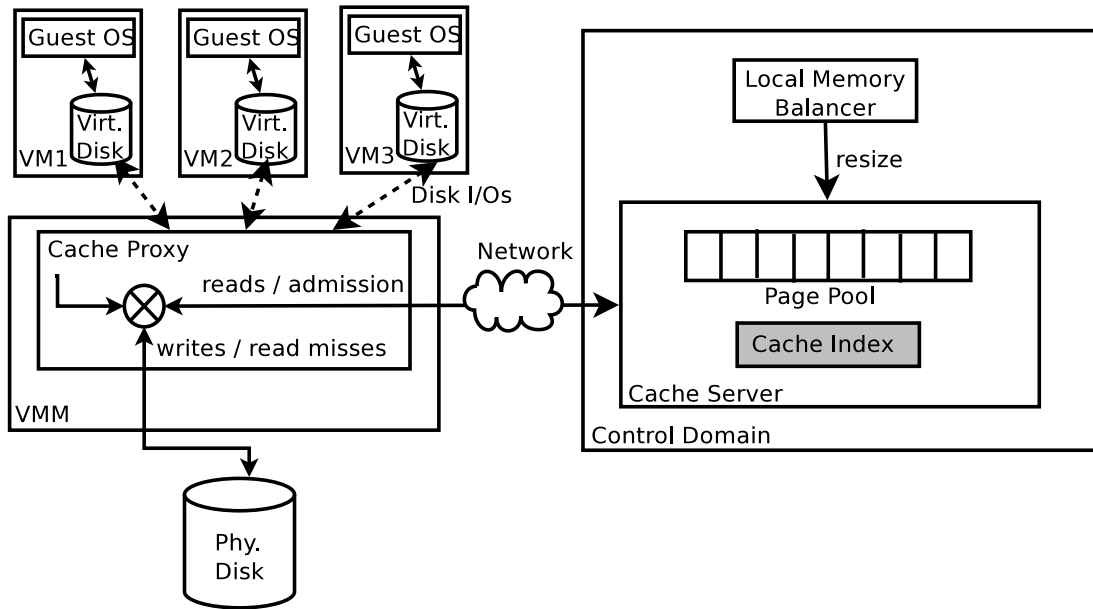 Guest OS
Virt.
Disk
VM1
Guest OS
Virt.
Disk
VM2
Guest OS
Virt.
Disk
VM3
Disk I/Os
Cache Proxy
reads / admission
writes / read misses
VMM
Phy.
Disk
Network
Local Memory
Balancer
resize
Page Pool
Cache Index
Cache Server
Control Domain